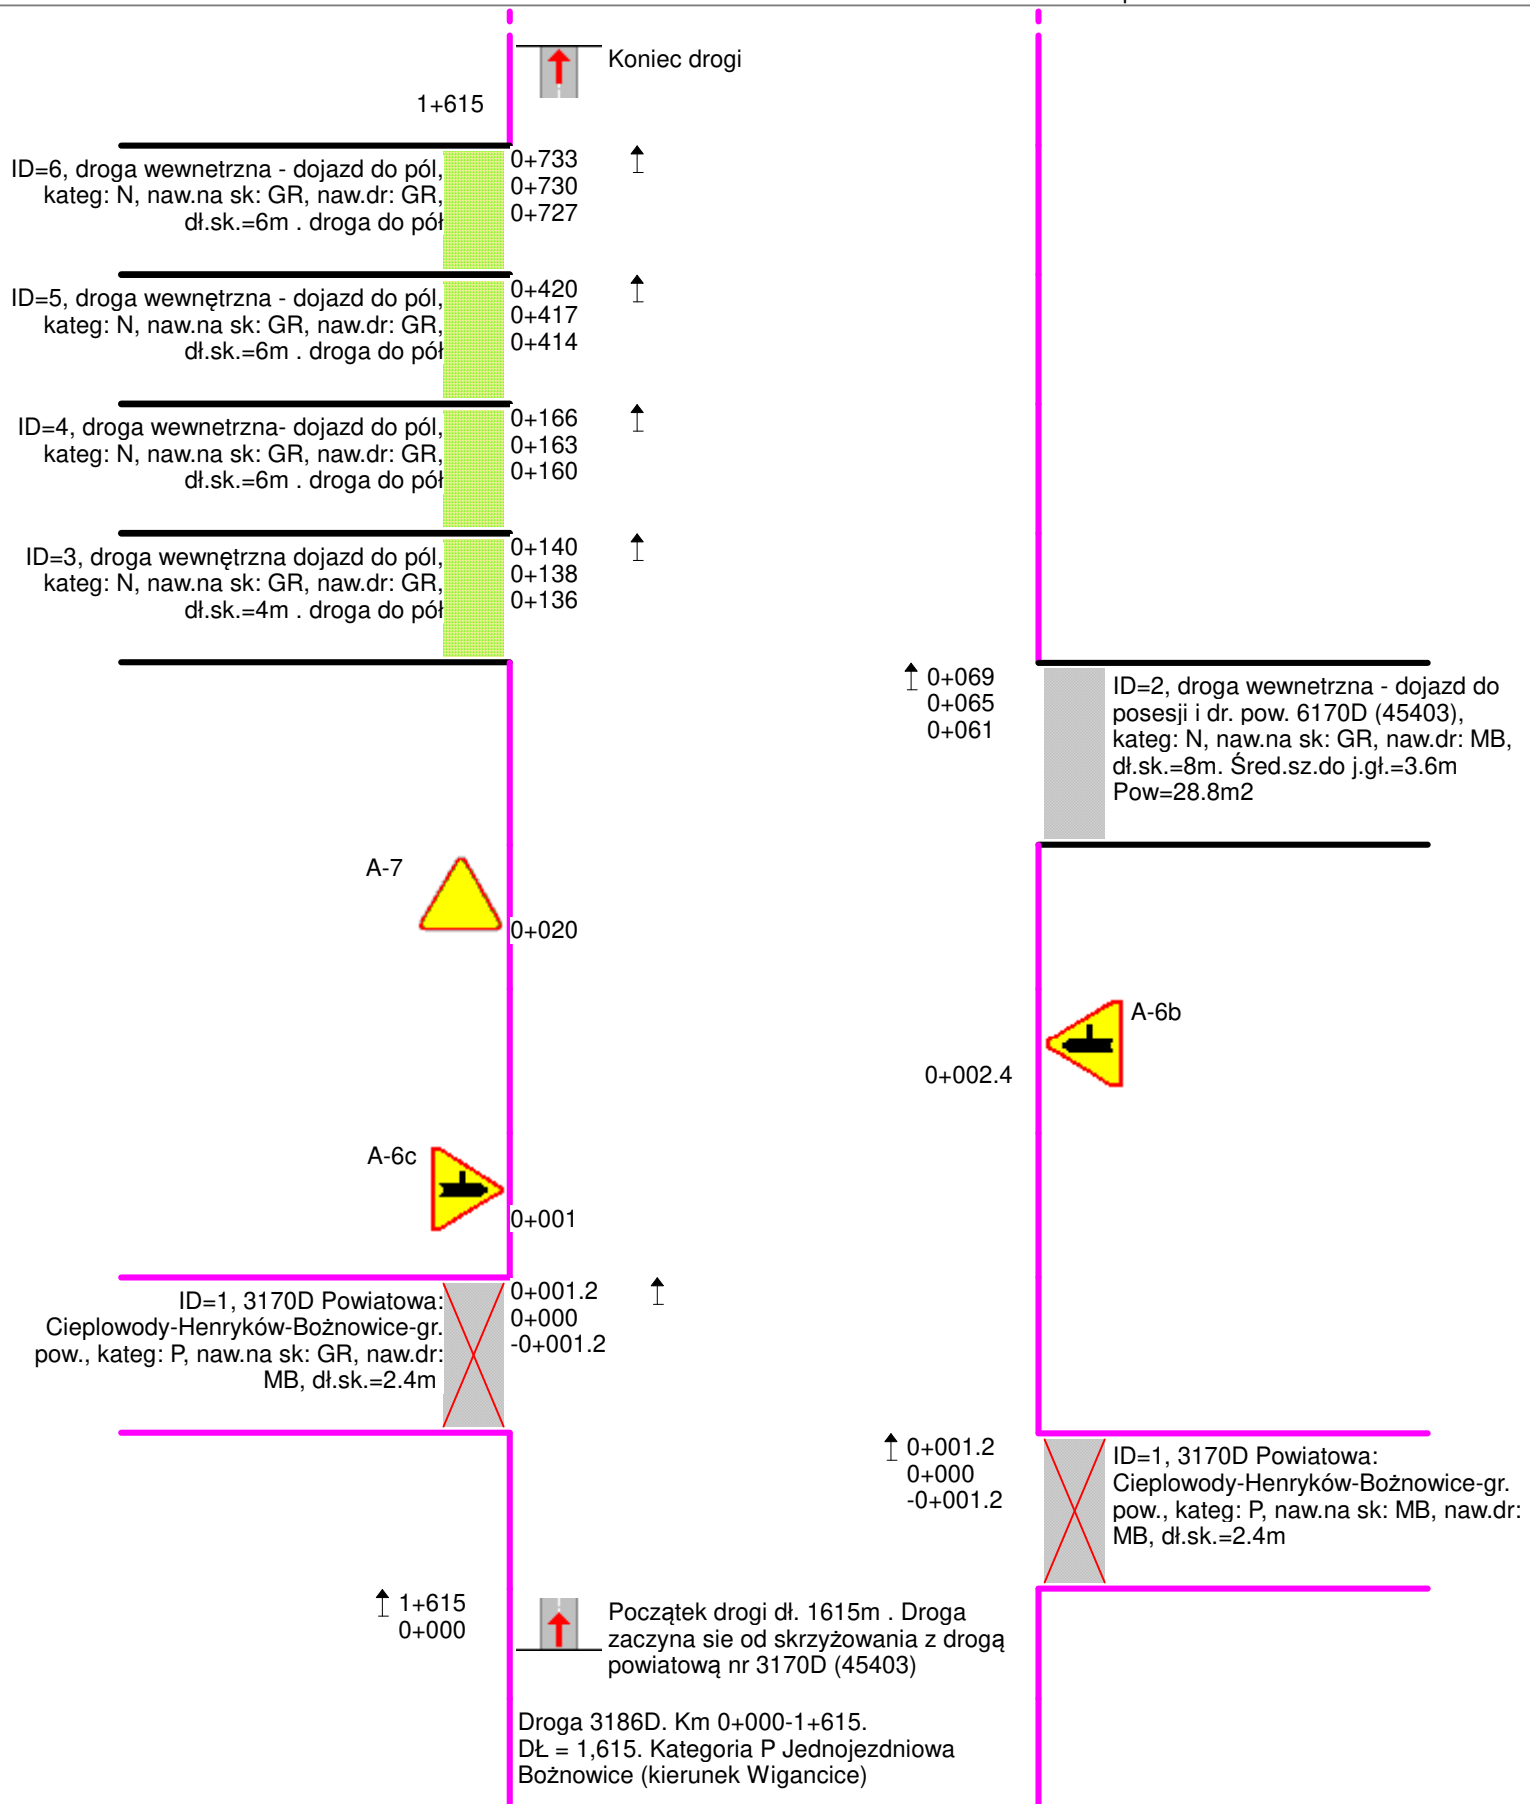 Koniec drogi
1+615
ID=6, droga wewnetrzna - dojazd do pól,
kateg: N, naw.na sk: GR, naw.dr: GR,
dł.sk.=6m . droga do pół
0+733
0+730
0+727
ID=5, droga wewnętrzna - dojazd do pól,
kateg: N, naw.na sk: GR, naw.dr: GR,
dł.sk.=6m . droga do pół
0+420
0+417
0+414
ID=4, droga wewnetrzna- dojazd do pól,
kateg: N, naw.na sk: GR, naw.dr: GR,
dł.sk.=6m . droga do pół
0+166
0+163
0+160
ID=3, droga wewnętrzna dojazd do pól,
kateg: N, naw.na sk: GR, naw.dr: GR,
dł.sk.=4m . droga do pół
0+140
0+138
0+136
0+069
0+065
0+061
ID=2, droga wewnetrzna - dojazd do
posesji i dr. pow. 6170D (45403),
kateg: N, naw.na sk: GR, naw.dr: MB,
dł.sk.=8m. Śred.sz.do j.gł.=3.6m
Pow=28.8m2
A-7
0+020
A-6b
0+002.4
A-6c
0+001
ID=1, 3170D Powiatowa:
Cieplowody-Henryków-Bożnowice-gr.
pow., kateg: P, naw.na sk: GR, naw.dr:
MB, dł.sk.=2.4m
0+001.2
0+000
-0+001.2
0+001.2
0+000
-0+001.2
ID=1, 3170D Powiatowa:
Cieplowody-Henryków-Bożnowice-gr.
pow., kateg: P, naw.na sk: MB, naw.dr:
MB, dł.sk.=2.4m
1+615
0+000
Początek drogi dł. 1615m . Droga
zaczyna sie od skrzyżowania z drogą
powiatową nr 3170D (45403)
Droga 3186D. Km 0+000-1+615.
DŁ = 1,615. Kategoria P Jednojezdniowa
Bożnowice (kierunek Wigancice)